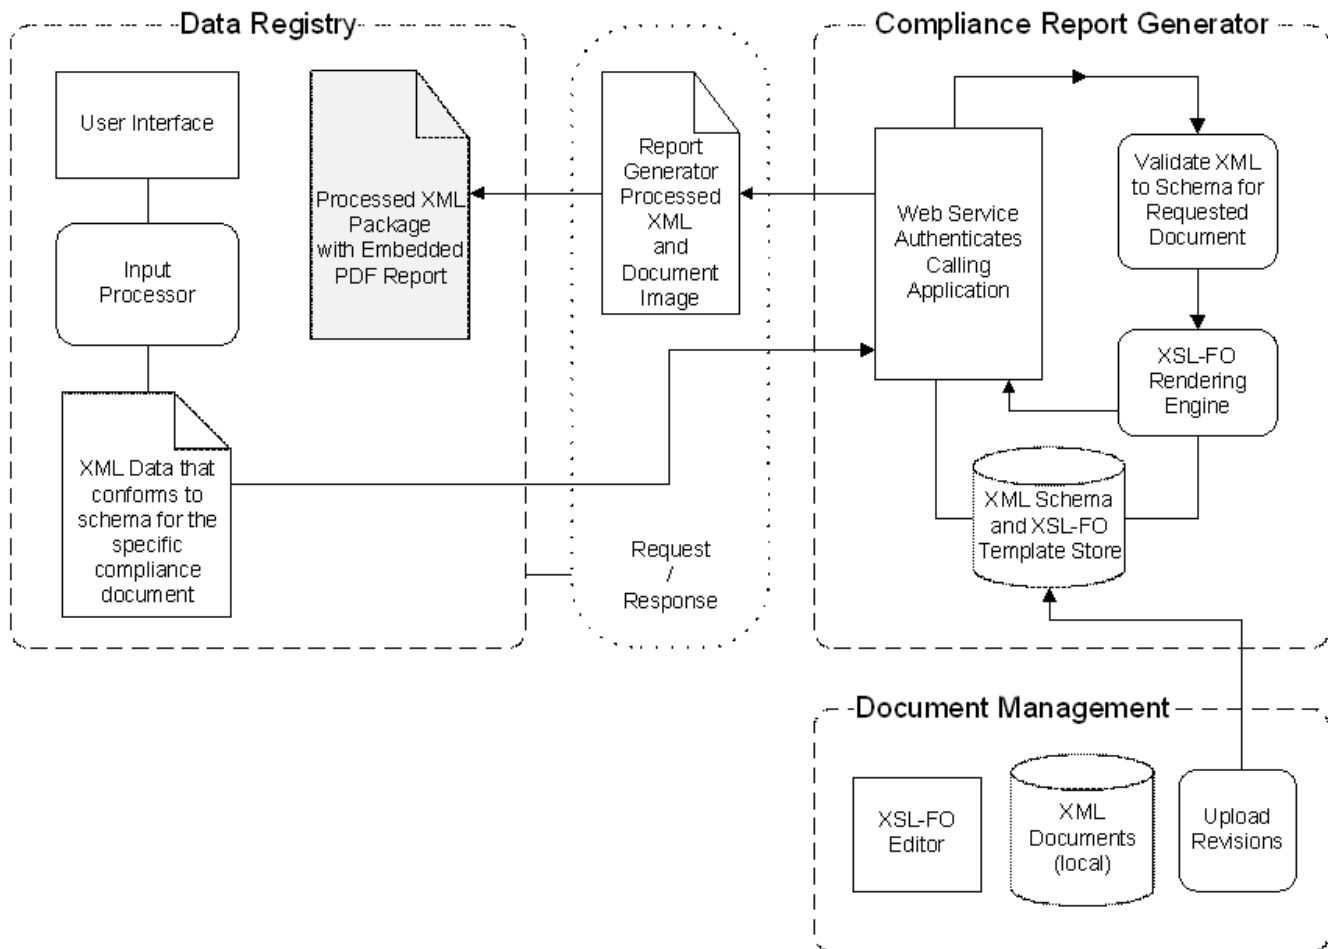 Data Registry
User Interface
Input
Processor
XML Data that
conforms to
schema for the
specific
compliance
document
Processed XML
Package
with Embedded
PDF Report
Report
Generator
Processed
XML
and
Document
Image
Request
/
Response
Compliance Report Generator
Web Service
Authenticates
Calling
Application
Validate XML
to Schema for
Requested
Document
XSL-FO
Rendering
Engine
XML Schema
and XSL-FO
Template Store
Document Management
XSL-FO
Editor
XML
Documents
(local)
Upload
Revisions